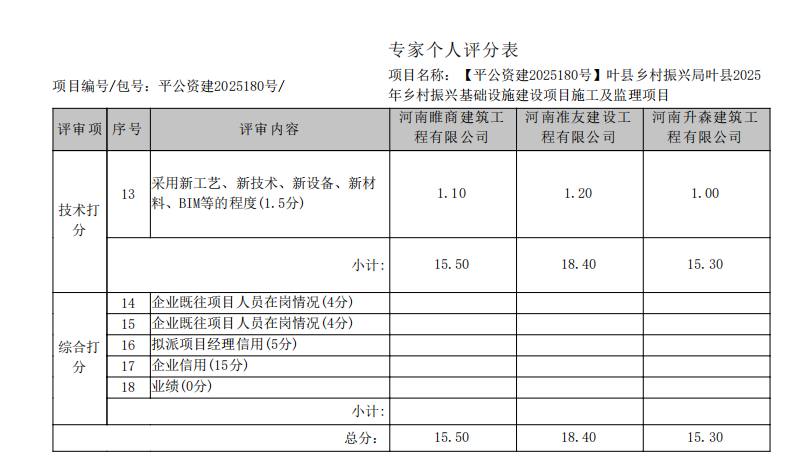 专家个人评分表
项目编号/包号: 平公资建2025180号/
项目名称: 【平公资建2025180号】叶县乡村振兴局叶县2025
年乡村振兴基础设施建设项目施工及监理项目
评审项 序号 评审内容 河南睢商建筑工 河南准友建设工 河南升森建筑工
程有限公司 程有限公司 程有限公司
技术打
分
13 采用新工艺、新技术、新设备、新材
料、BIM等的程度(1.5分) 1.10 1.20 1.00
小计: 15.50 18.40 15.30
综合打
分
14 企业既往项目人员在岗情况(4分)
15 企业既往项目人员在岗情况(4分)
16 拟派项目经理信用(5分)
17 企业信用(15分)
18 业绩(0分)
小计:
总分: 15.50 18.40 15.30